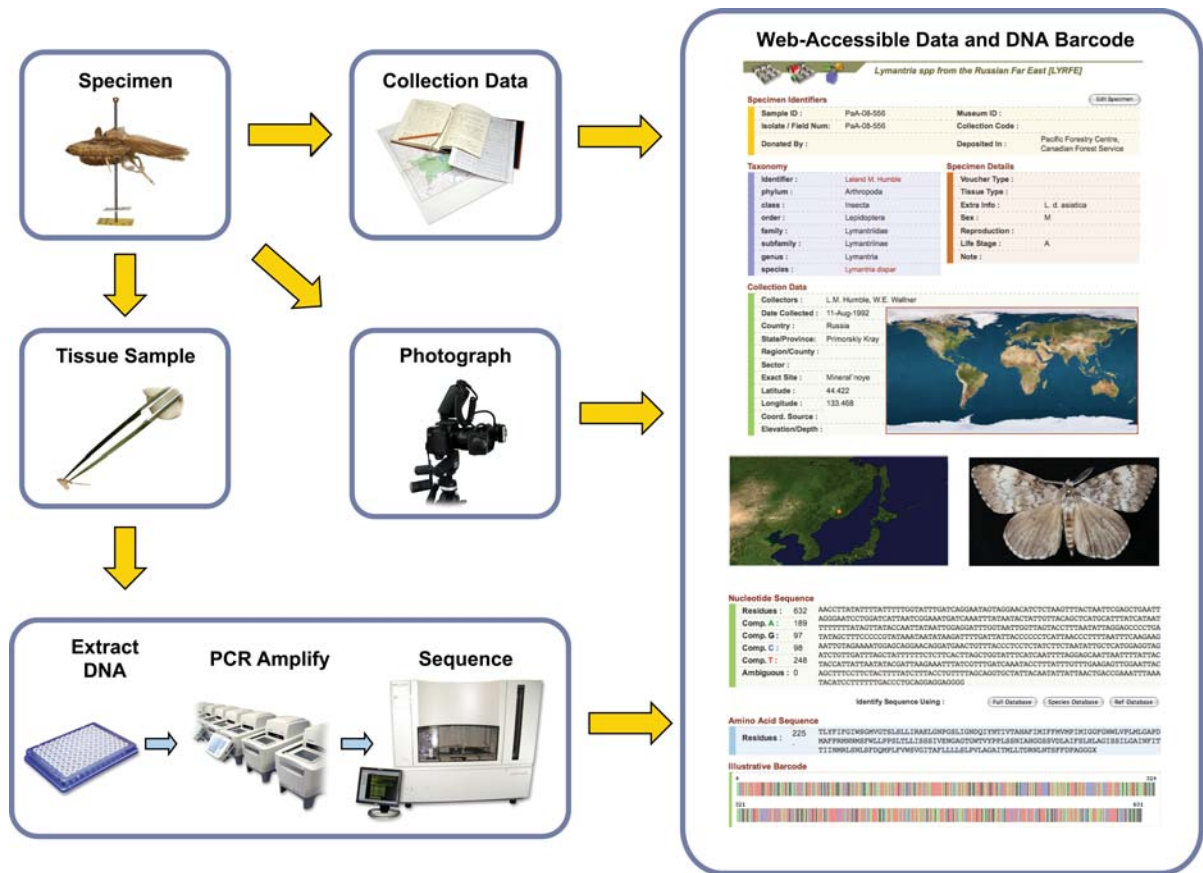 Specimen
Collection Data
Tissue Sample
Photograph
Extract
DNA
PCR Amplify
Sequence
Web-Accessible Data and DNA Barcode
Lymantria spp from the Russian Far East [LYRFE]
Specimen Identifiers
Edit Specimen
Sample ID : PaA-08-556 Museum ID :
Isolate / Field Num: PaA-08-556 Collection Code :
Donated By : Deposited In : Pacific Forestry Centre,
Canadian Forest Service
Taxonomy
Identifier : Leland M. Humble
phylum : Arthropoda
class : Insecta
order : Lepidoptera
family : Lymantriidae
subfamily : Lymantriinae
genus : Lymantria
species : Lymantria dispar
Specimen Details
Voucher Type :
Tissue Type :
Extra Info : L. d. asiatica
Sex : M
Reproduction :
Life Stage : A
Note :
Collection Data
Collectors : L.M. Humble, W.E. Wallner
Date Collected : 11-Aug-1992
Country : Russia
State/Province: Primorskiy Kray
Region/County :
Sector :
Exact Site : Mineral'noye
Latitude : 44.422
Longitude : 133.468
Coord. Source :
Elevation/Depth :
Nucleotide Sequence
Residues : 632
Comp. A : 189
Comp. G : 97
Comp. C : 98
Comp. T : 248
Ambiguous : 0
Identify Sequence Using : Full Database Species Database Ref Database
Amino Acid Sequence
Residues : 225
Illustrative Barcode
324
321
631